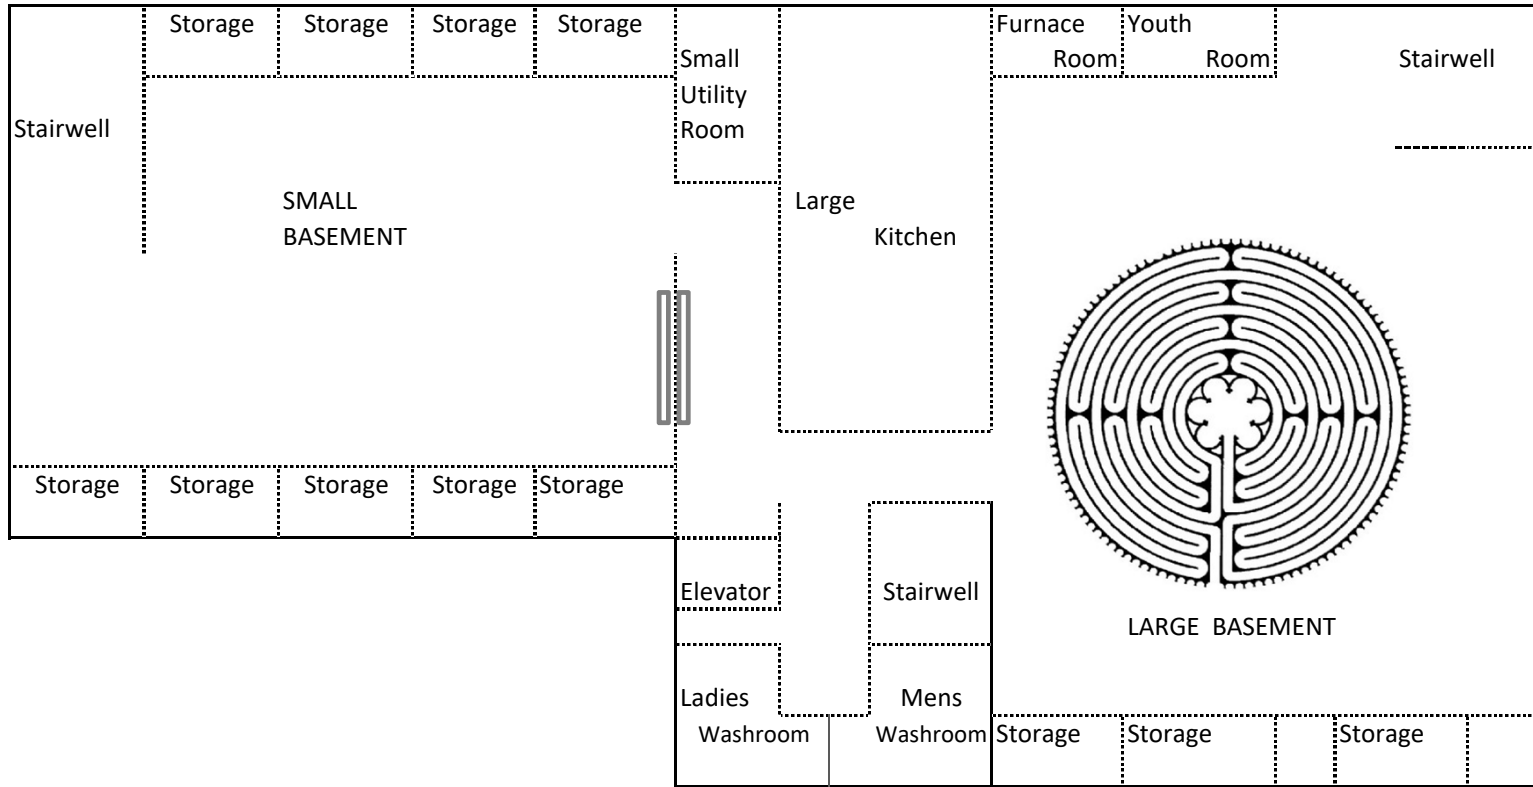 Storage Storage Storage Storage
Furnace Room
Youth Room
Small Utility Room
Stairwell
Stairwell
SMALL
BASEMENT
Large
Kitchen
Storage Storage Storage Storage Storage
Elevator
Stairwell
LARGE BASEMENT
Ladies
Washroom
Mens
Washroom
Storage Storage Storage